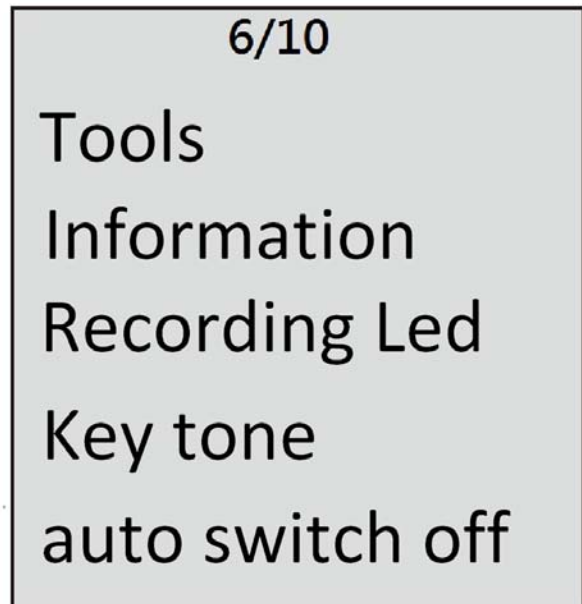 6/10
Tools
Information
Recording Led
Key tone
auto switch off